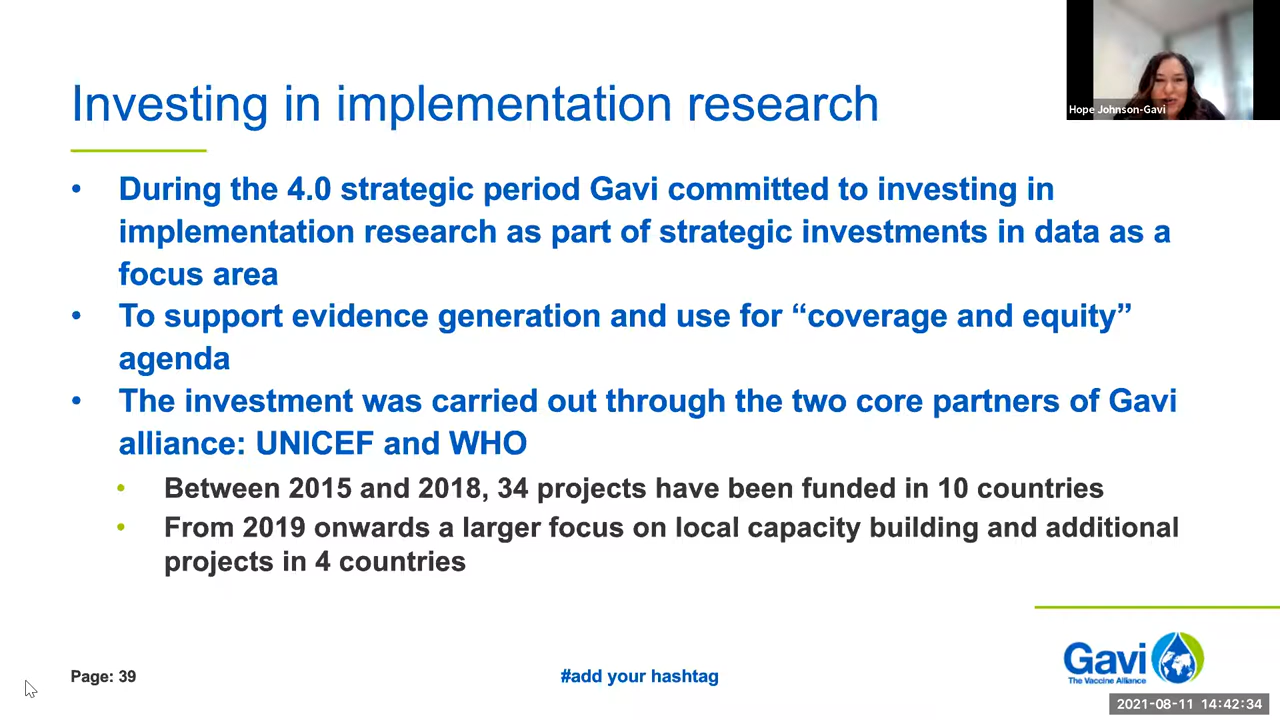 Investing in implementation research
Hope Johnson-Gavi
• During the 4.0 strategic period Gavi committed to investing in
implementation research as part of strategic investments in data as a
focus area
• To support evidence generation and use for “coverage and equity”
agenda
• The investment was carried out through the two core partners of Gavi
alliance: UNICEF and WHO
• Between 2015 and 2018, 34 projects have been funded in 10 countries
• From 2019 onwards a larger focus on local capacity building and additional
projects in 4 countries
Page: 39
#add your hashtag
Gavi
The Vaccine Alliance
2021-08-11 14:42:34